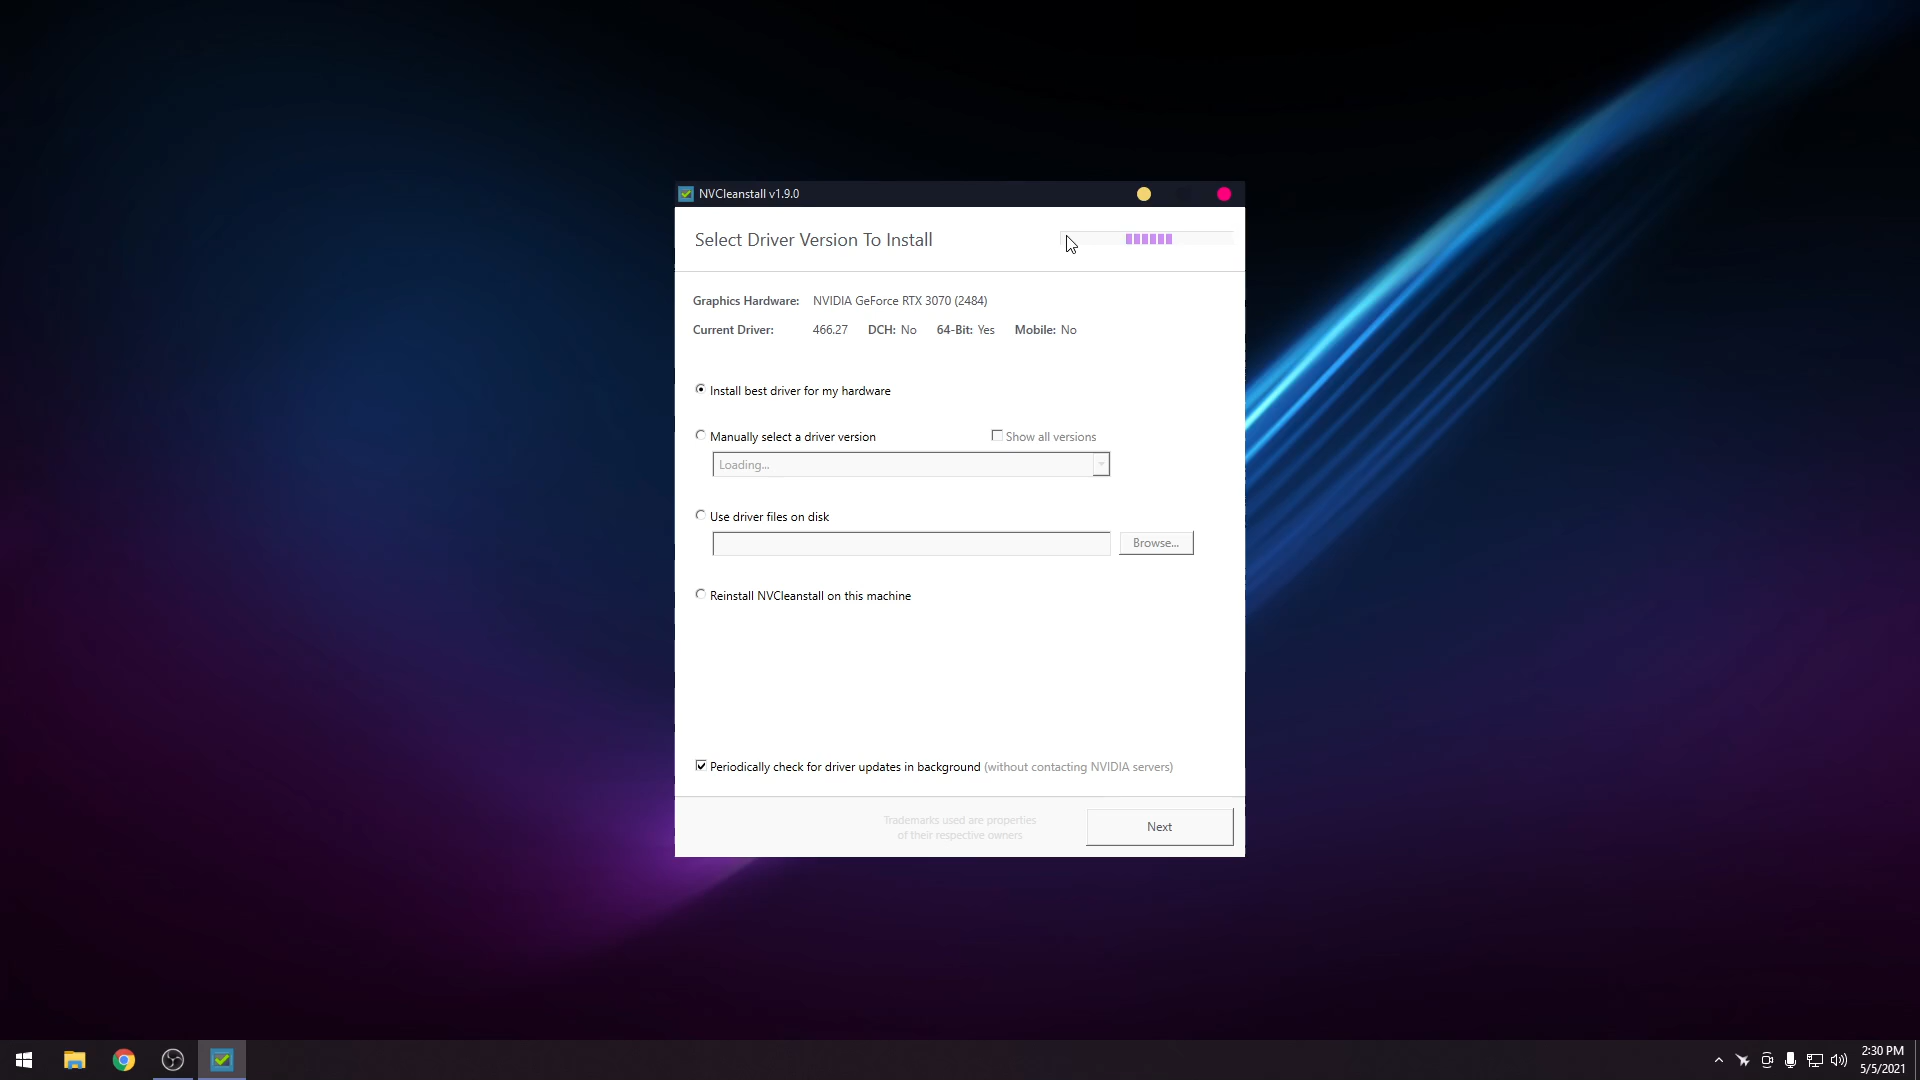 NVCleanstall v1.9.0
Select Driver Version To Install
Graphics Hardware: NVIDIA GeForce RTX 3070 (2484)
Current Driver: 466.27 DCH: No 64-Bit: Yes Mobile: No
Install best driver for my hardware
Manually select a driver version Show all versions
Loading...
Use driver files on disk
Browse...
Reinstall NVCleanstall on this machine
Periodically check for driver updates in background (without contacting NVIDIA servers)
Trademarks used are properties
of their respective owners
Next
2:30 PM
5/5/2021